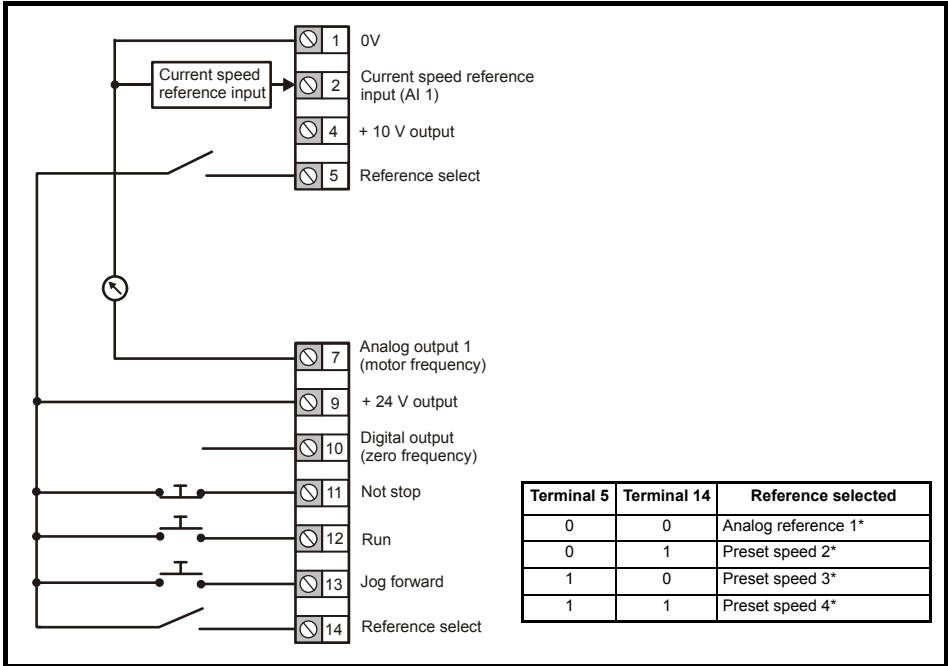 1 0V
Current speed
reference input
2 Current speed reference
input (AI 1)
4 + 10 V output
5 Reference select
7 Analog output 1
(motor frequency)
9 + 24 V output
10 Digital output
(zero frequency)
11 Not stop
12 Run
13 Jog forward
14 Reference select
Terminal 5 Terminal 14 Reference selected
0 0 Analog reference 1*
0 1 Preset speed 2*
1 0 Preset speed 3*
1 1 Preset speed 4*